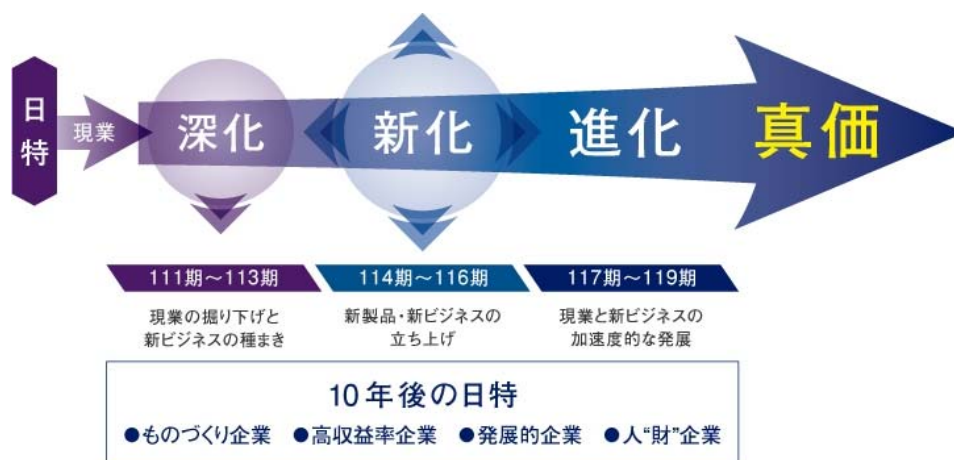 日特
現業
深化
新化
進化
真価
111期～113期
114期～116期
117期～119期
現業の掘り下げと
新ビジネスの種まき
新製品・新ビジネスの
立ち上げ
現業と新ビジネスの
加速度的な発展
10年後の日特
●ものづくり企業 ●高収益率企業 ●発展的企業 ●人“財”企業